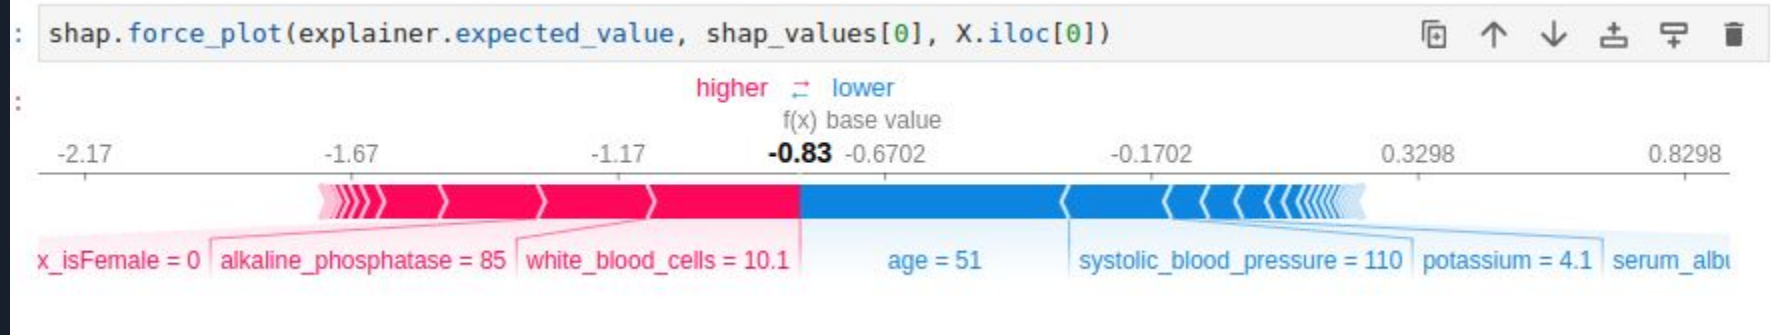 : shap.force_plot(explainer.expected_value, shap_values[0], X.iloc[0])
higher lower
: f(x) base value
-2.17 -1.67 -1.17 -0.83 -0.6702 -0.1702 0.3298 0.8298
x_isFemale = 0 alkaline_phosphatase = 85 white_blood_cells = 10.1 age = 51 systolic_blood_pressure = 110 potassium = 4.1 serum_albu